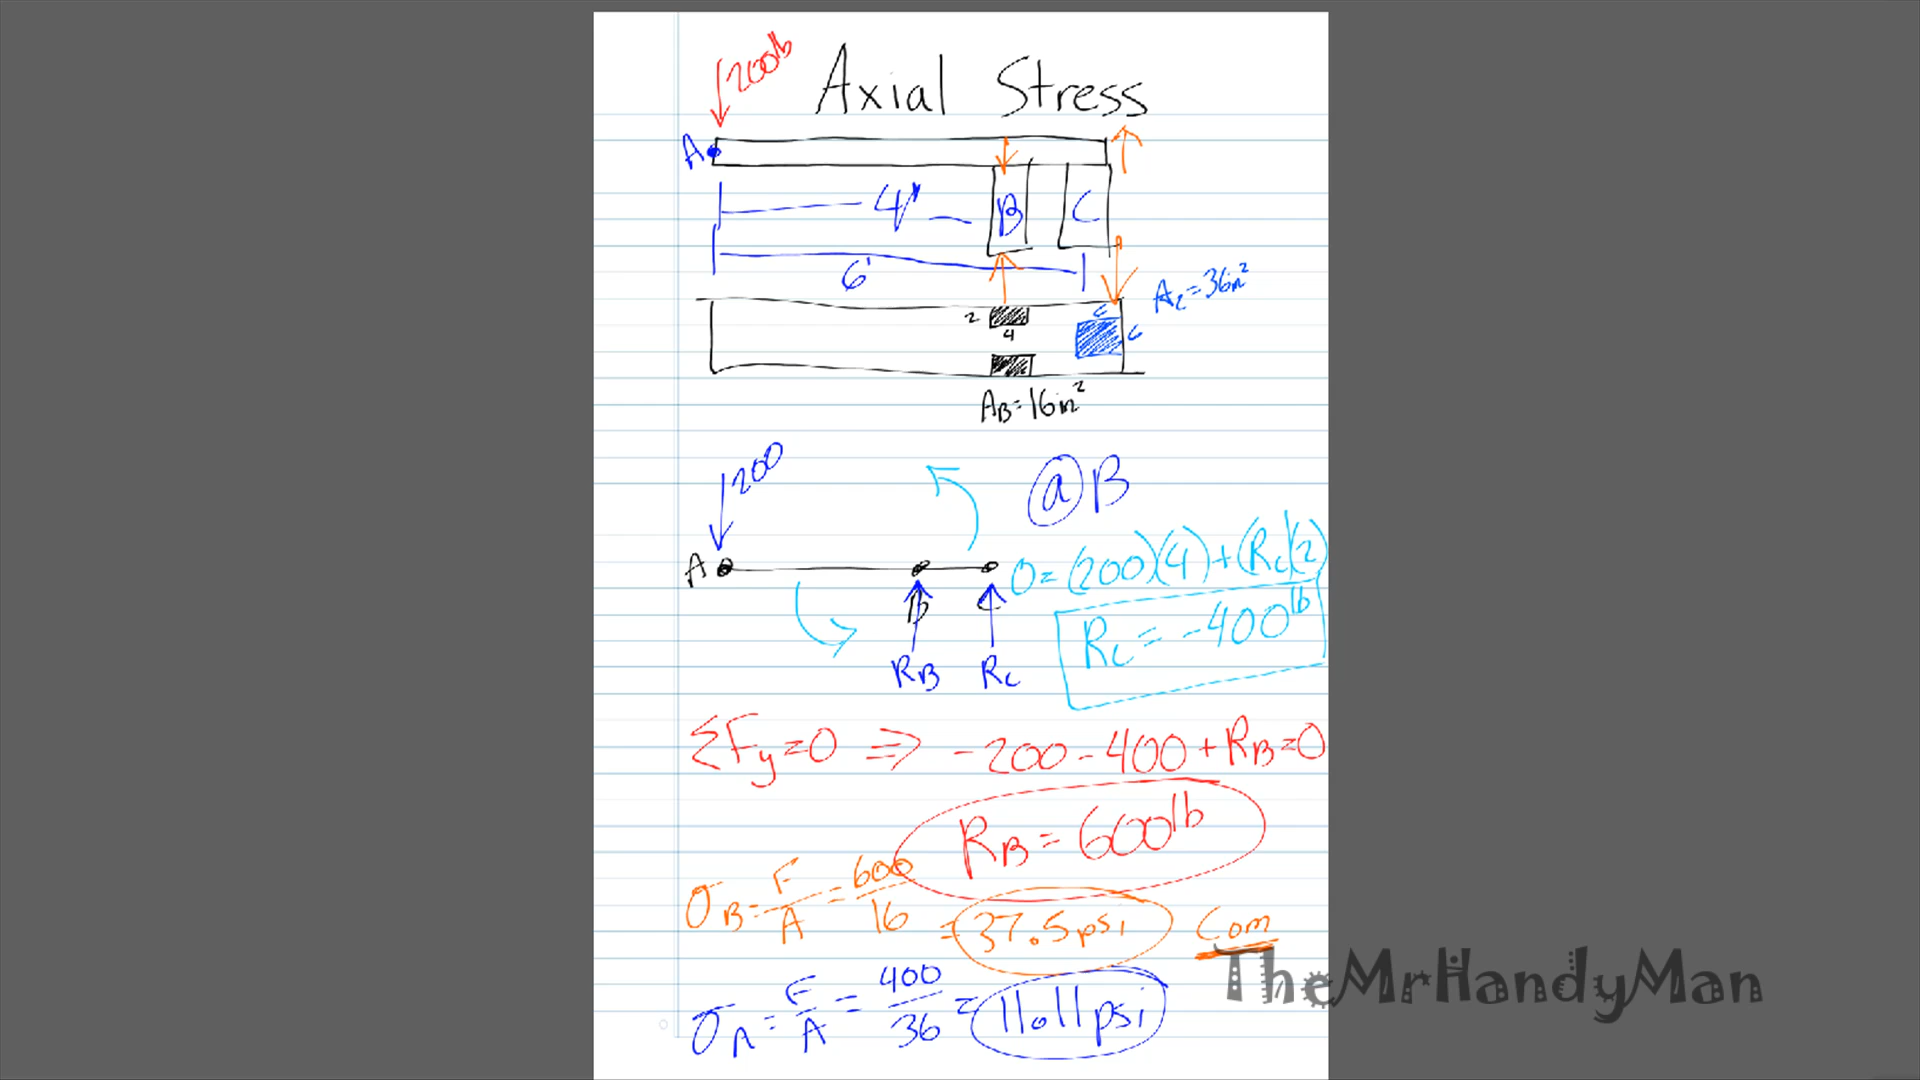 200lb
Axial Stress
A
4'
B
C
6'
Ac=36in²
2
4
6
6
AB=16in²
200
@B
A
B
C
0=(200)(4)+(Rc)(2)
Rc=-400lb
RB
Rc
ΣFy=0 ⇒ -200-400+RB=0
RB=600lb
σB=F/A=600/16=37.5psi Com
TheMrHandyMan
σA=F/A=400/36=11.11psi